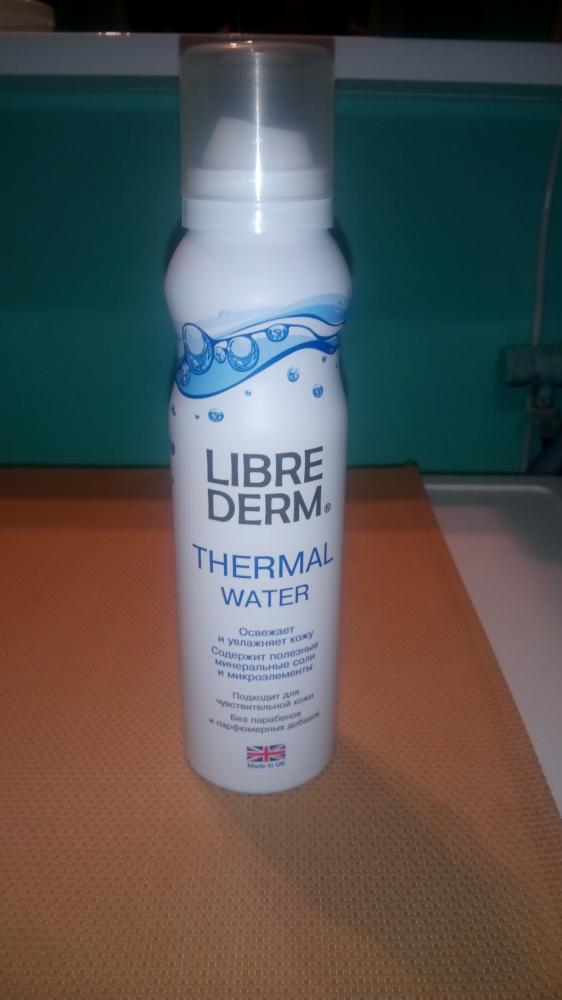 LIBRE
DERM®
THERMAL
WATER
Освежает
и увлажняет кожу
Содержит полезные
минеральные соли
и микроэлементы
Подходит для
чувствительной кожи
Без парабенов
и парфюмерных добавок
Made in UK